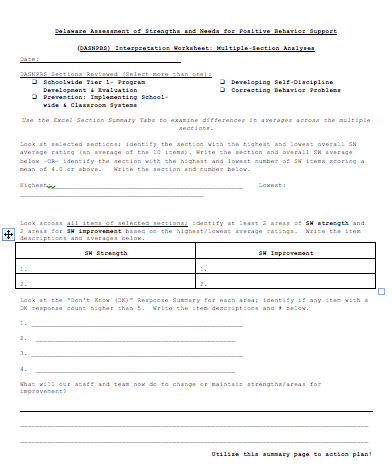 Delaware Assessment of Strengths and Needs for Positive Behavior Support
(DASNPBS) Interpretation Worksheet: Multiple-Section Analyses
Date:
DASNPBS Sections Reviewed (Select more than one):
❑ Schoolwide Tier 1- Program Development & Evaluation
❑ Prevention: Implementing School-wide & Classroom Systems
❑ Developing Self-Discipline
❑ Correcting Behavior Problems
Use the Excel Section Summary Tabs to examine differences in averages across the multiple
sections.
Look at selected sections; identify the section with the highest and lowest overall SW
average rating (an average of the 10 items). Write the section and overall SW average
below -OR- identify the section with the highest and lowest number of SW items scoring a
mean of 4.0 or above. Write the section and number below.
Highest: Lowest:
Look across all items of selected sections; identify at least 2 areas of SW strength and
2 areas for SW improvement based on the highest/lowest average ratings. Write the item
descriptions and averages below.
SW Strength SW Improvement
1. 1.
2. 2.
Look at the "Don't Know (DK)" Response Summary for each area; identify if any item with a
DK response count higher than 5. Write the item descriptions and # below.
1.
2.
3.
4.
What will our staff and team now do to change or maintain strengths/areas for
improvement?
Utilize this summary page to action plan!